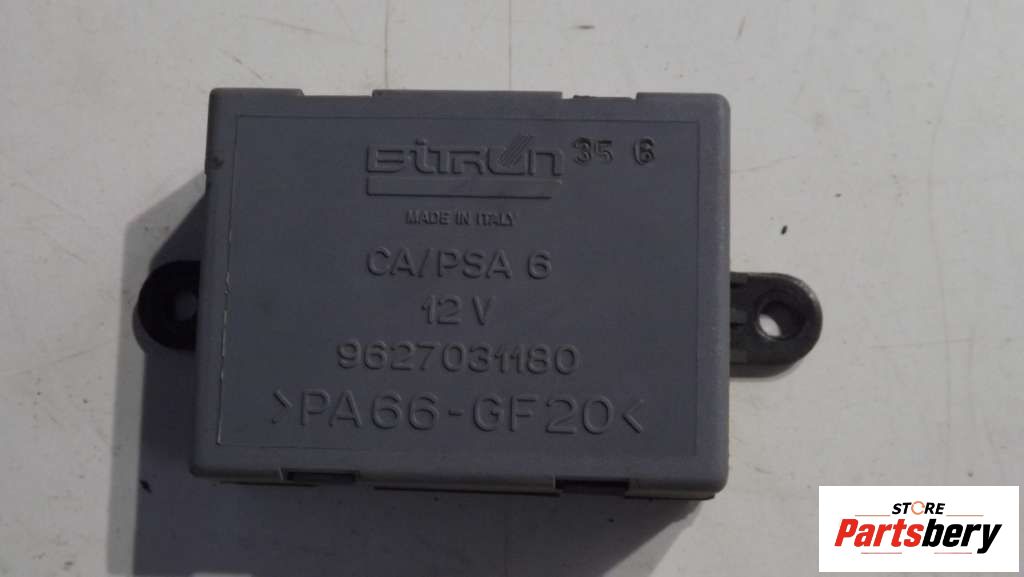 BITRON 35 6
MADE IN ITALY
CA/PSA 6
12 V
9627031180
>PA66-GF20<
STORE
Partsbery